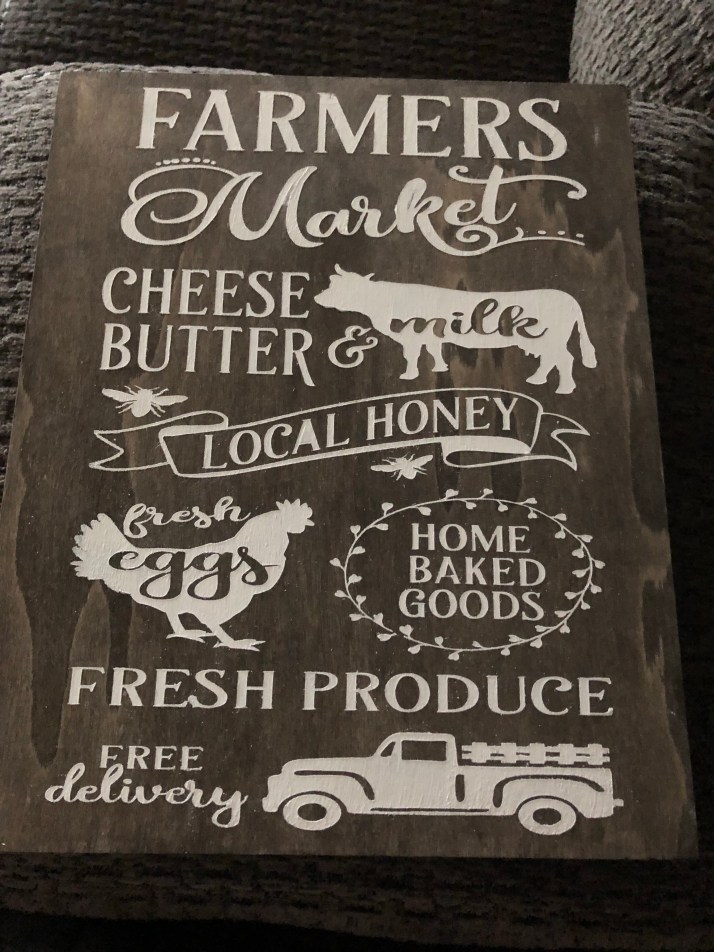 FARMERS
Market
CHEESE
BUTTER & milk
LOCAL HONEY
fresh
eggs
HOME
BAKED
GOODS
FRESH PRODUCE
FREE
delivery